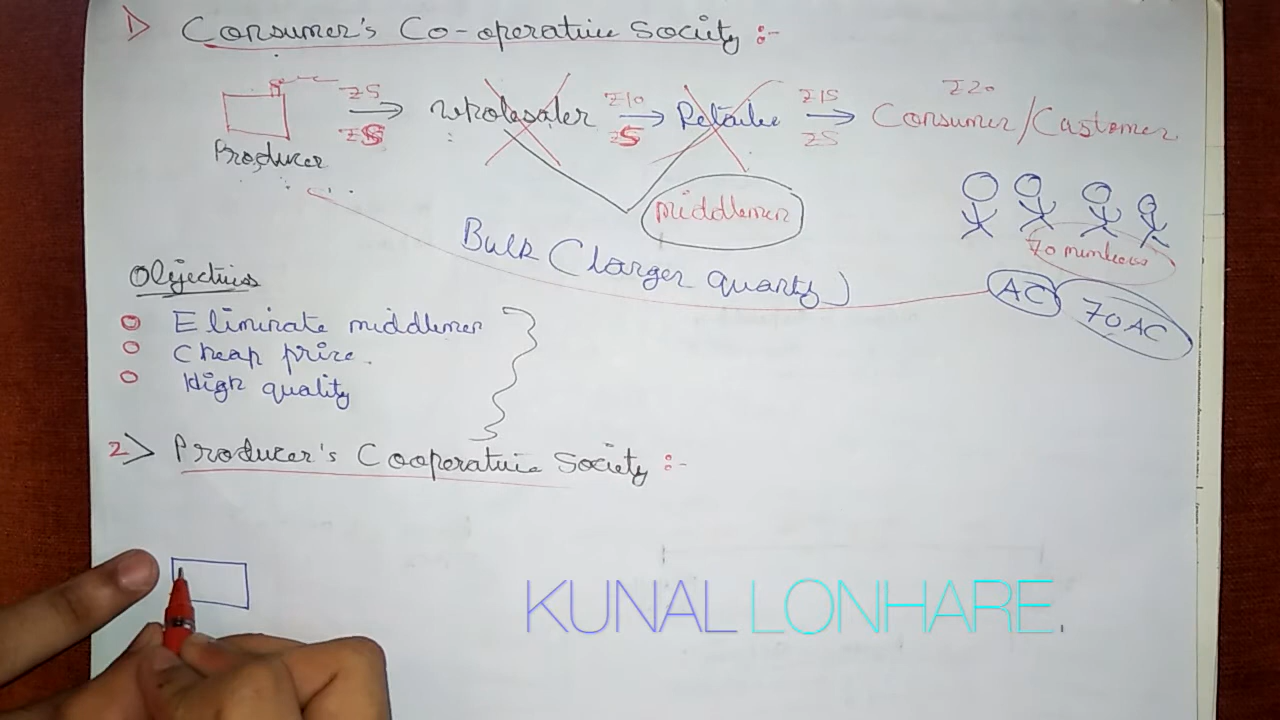 1) Consumer's Co-operative Society :-
₹5 ₹10 ₹15 ₹20
Wholesaler Retailer Consumer/Customer
₹5 ₹5 ₹5
Producer
middlemen
Bulk (larger quantity)
70 members
AC 70 AC
Objectives
Eliminate middlemen
Cheap prize.
High quality
2> Producer's Cooperative Society :-
KUNAL LONHARE.